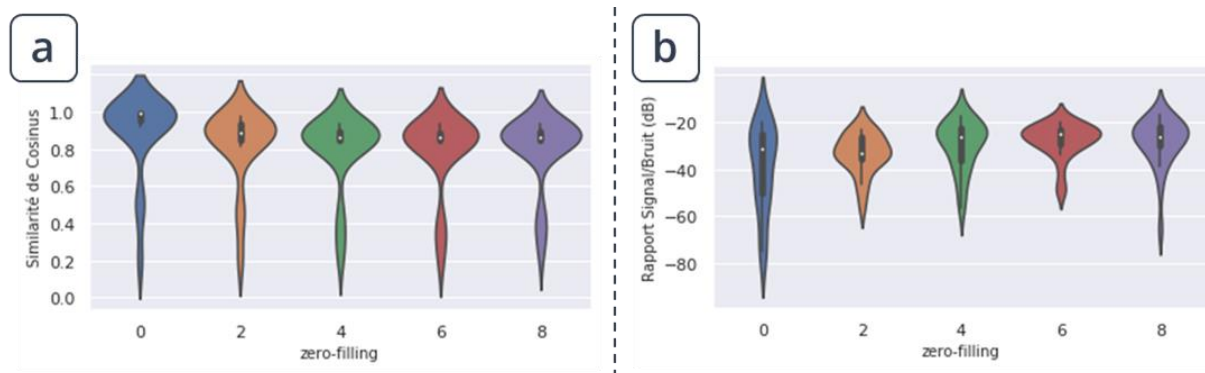 a
Similarité de Cosinus
1.0
0.8
0.6
0.4
0.2
0.0
0 2 4 6 8
zero-filling
b
Rapport Signal/Bruit (dB)
−20
−40
−60
−80
0 2 4 6 8
zero-filling